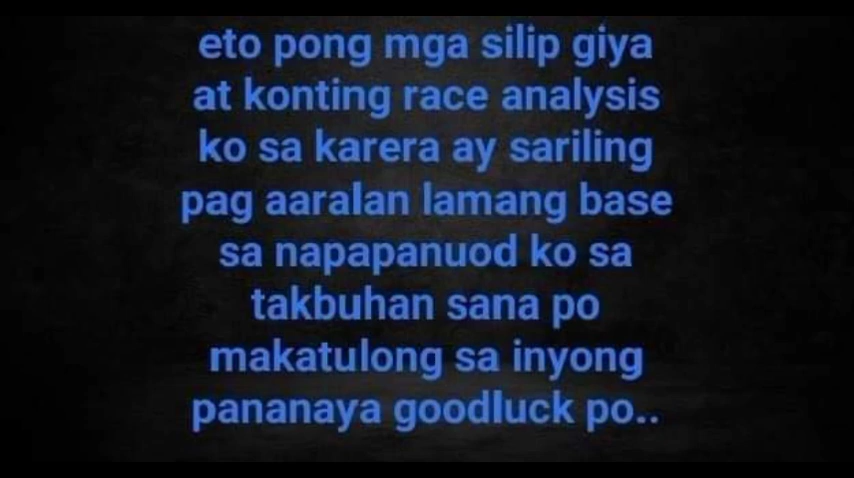 eto pong mga silip giya
at konting race analysis
ko sa karera ay sariling
pag aaralan lamang base
sa napapanuod ko sa
takbuhan sana po
makatulong sa inyong
pananaya goodluck po..